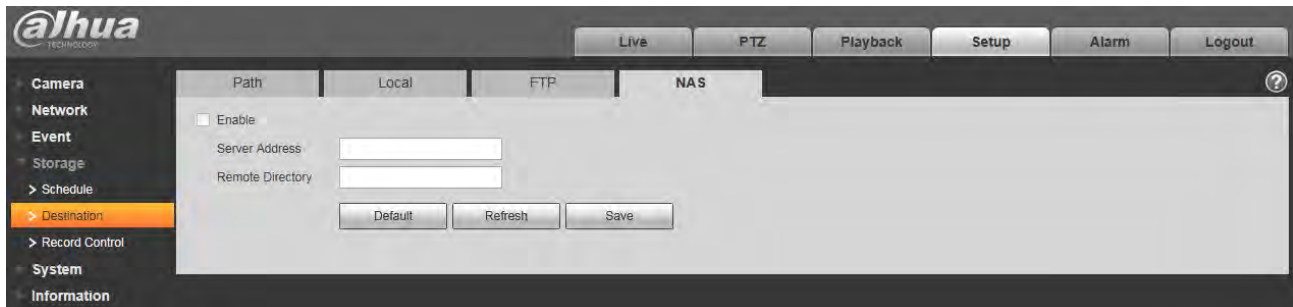 alhua
TECHNOLOGY
Live PTZ Playback Setup Alarm Logout
Camera
Network
Event
Storage
> Schedule
> Destination
> Record Control
System
Information
Path Local FTP NAS
?
Enable
Server Address
Remote Directory
Default Refresh Save